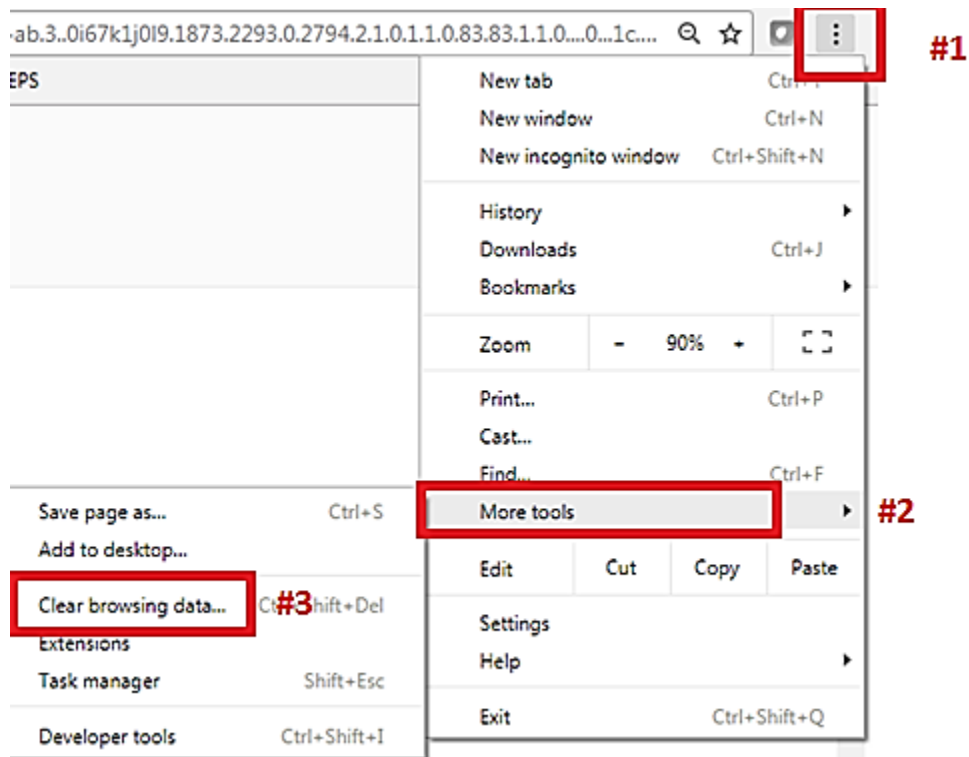 ab.3..0i67k1j0l9.1873.2293.0.2794.2.1.0.1.1.0.83.83.1.1.0....0...1c....
#1
EPS
New tab
New window Ctrl+N
New incognito window Ctrl+Shift+N
History
Downloads Ctrl+J
Bookmarks
Zoom - 90% +
Print... Ctrl+P
Cast...
Find... Ctrl+F
More tools
#2
Edit Cut Copy Paste
Settings
Help
Exit Ctrl+Shift+Q
Save page as... Ctrl+S
Add to desktop...
Clear browsing data... #3 hift+Del
Extensions
Task manager Shift+Esc
Developer tools Ctrl+Shift+I